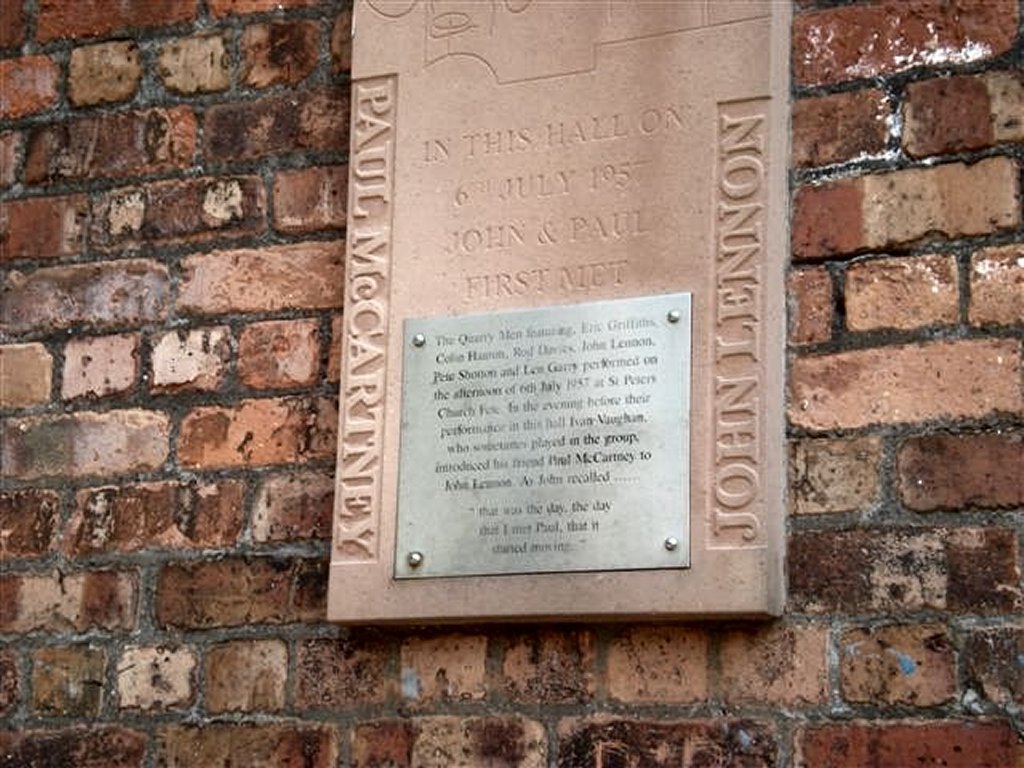 PAUL McCARTNEY
IN THIS HALL ON
6TH JULY 1957
JOHN & PAUL
FIRST MET
JOHN LENNON
The Quarry Men featuring, Eric Griffiths,
Colin Hanton, Rod Davies, John Lennon,
Pete Shotton and Len Garry performed on
the afternoon of 6th July 1957 at St Peters
Church Fete. In the evening before their
performance in this hall Ivan Vaughan,
who sometimes played in the group,
introduced his friend Paul McCartney to
John Lennon. As John recalled ......
" that was the day, the day
that I met Paul, that it
started moving. "